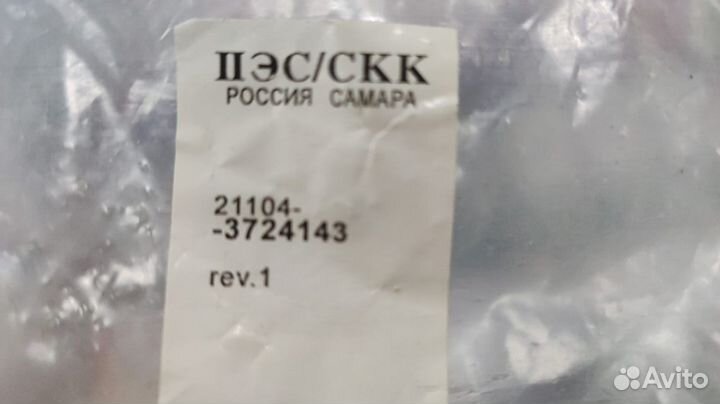 ПЭС/СКК
РОССИЯ САМАРА
21104-
-3724143
rev.1
Avito